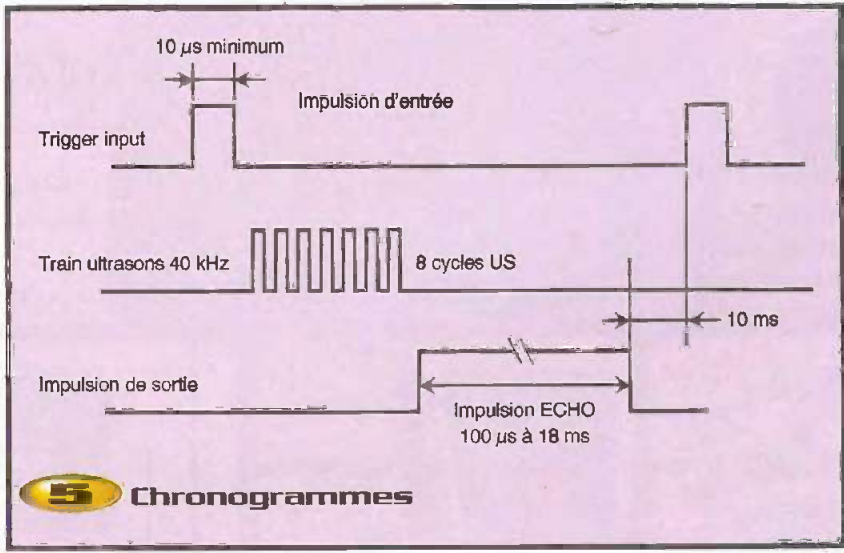 10 µs minimum
Impulsion d'entrée
Trigger input
Train ultrasons 40 kHz
8 cycles US
10 ms
Impulsion de sortie
Impulsion ECHO
100 µs à 18 ms
5 Chronogrammes